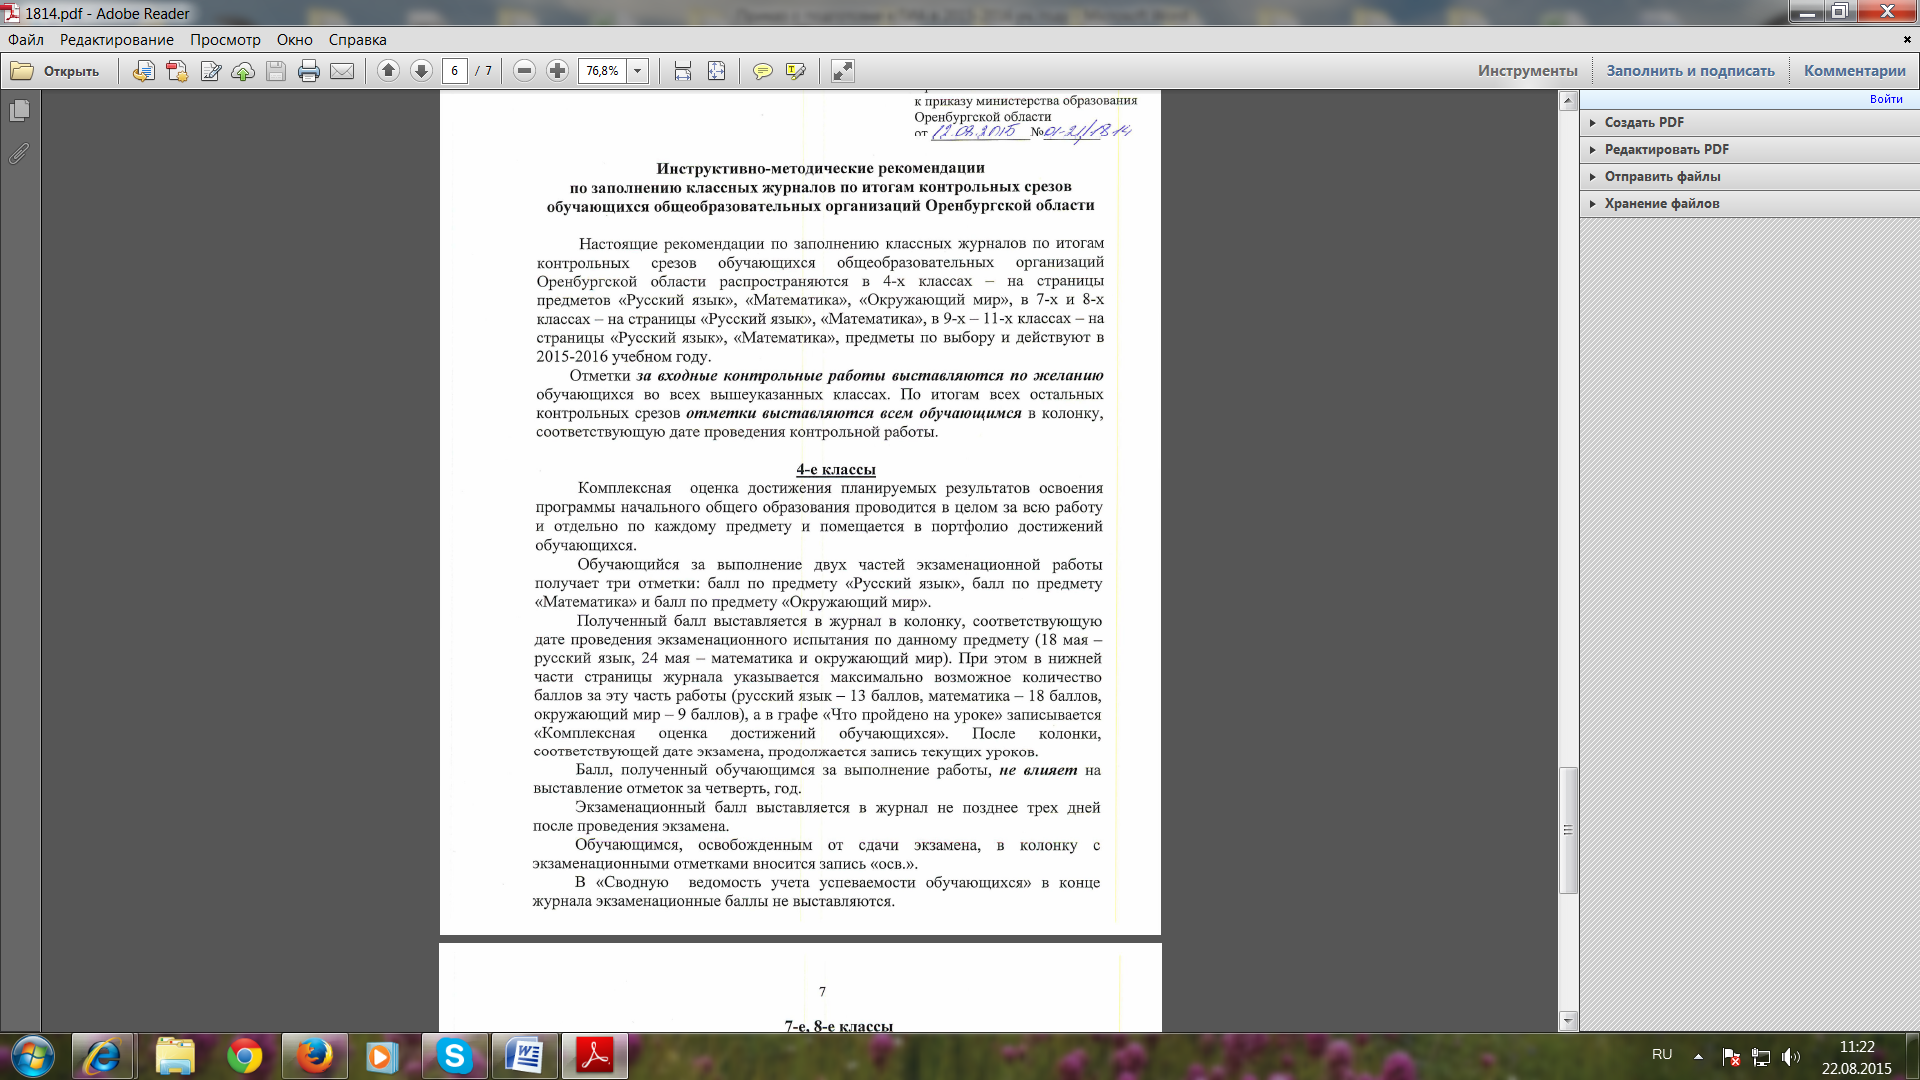 1814.pdf - Adobe Reader
Файл Редактирование Просмотр Окно Справка
Открыть 6 / 7 76,8% Инструменты Заполнить и подписать Комментарии
Войти
Создать PDF
Редактировать PDF
Отправить файлы
Хранение файлов
к приказу министерства образования
Оренбургской области
от 12.08.2015 № 01-21/1814
Инструктивно-методические рекомендации
по заполнению классных журналов по итогам контрольных срезов
обучающихся общеобразовательных организаций Оренбургской области
Настоящие рекомендации по заполнению классных журналов по итогам
контрольных срезов обучающихся общеобразовательных организаций
Оренбургской области распространяются в 4-х классах – на страницы
предметов «Русский язык», «Математика», «Окружающий мир», в 7-х и 8-х
классах – на страницы «Русский язык», «Математика», в 9-х – 11-х классах – на
страницы «Русский язык», «Математика», предметы по выбору и действуют в
2015-2016 учебном году.
Отметки за входные контрольные работы выставляются по желанию
обучающихся во всех вышеуказанных классах. По итогам всех остальных
контрольных срезов отметки выставляются всем обучающимся в колонку,
соответствующую дате проведения контрольной работы.
4-е классы
Комплексная оценка достижения планируемых результатов освоения
программы начального общего образования проводится в целом за всю работу
и отдельно по каждому предмету и помещается в портфолио достижений
обучающихся.
Обучающийся за выполнение двух частей экзаменационной работы
получает три отметки: балл по предмету «Русский язык», балл по предмету
«Математика» и балл по предмету «Окружающий мир».
Полученный балл выставляется в журнал в колонку, соответствующую
дате проведения экзаменационного испытания по данному предмету (18 мая –
русский язык, 24 мая – математика и окружающий мир). При этом в нижней
части страницы журнала указывается максимально возможное количество
баллов за эту часть работы (русский язык – 13 баллов, математика – 18 баллов,
окружающий мир – 9 баллов), а в графе «Что пройдено на уроке» записывается
«Комплексная оценка достижений обучающихся». После колонки,
соответствующей дате экзамена, продолжается запись текущих уроков.
Балл, полученный обучающимся за выполнение работы, не влияет на
выставление отметок за четверть, год.
Экзаменационный балл выставляется в журнал не позднее трех дней
после проведения экзамена.
Обучающимся, освобожденным от сдачи экзамена, в колонку с
экзаменационными отметками вносится запись «осв.».
В «Сводную ведомость учета успеваемости обучающихся» в конце
журнала экзаменационные баллы не выставляются.
7
7-е, 8-е классы
RU
11:22
22.08.2015